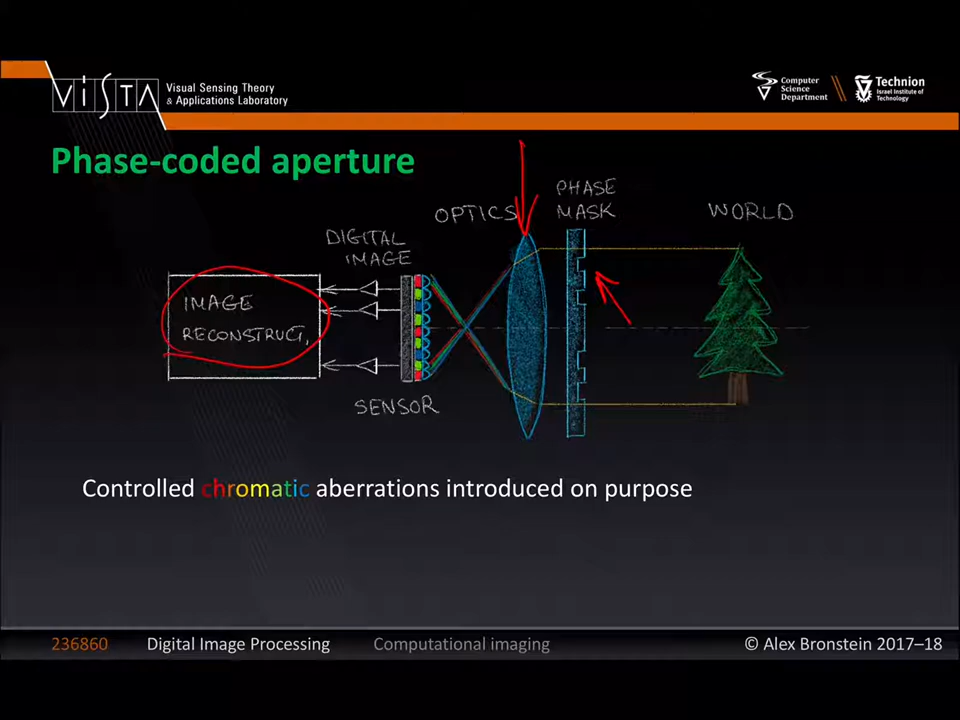 VISTA
Visual Sensing Theory
& Applications Laboratory
Computer
Science
Department
Technion
Israel Institute of
Technology
Phase-coded aperture
PHASE
MASK
OPTICS
WORLD
DIGITAL
IMAGE
IMAGE
RECONSTRUCT.
SENSOR
Controlled chromatic aberrations introduced on purpose
236860 Digital Image Processing Computational imaging © Alex Bronstein 2017–18